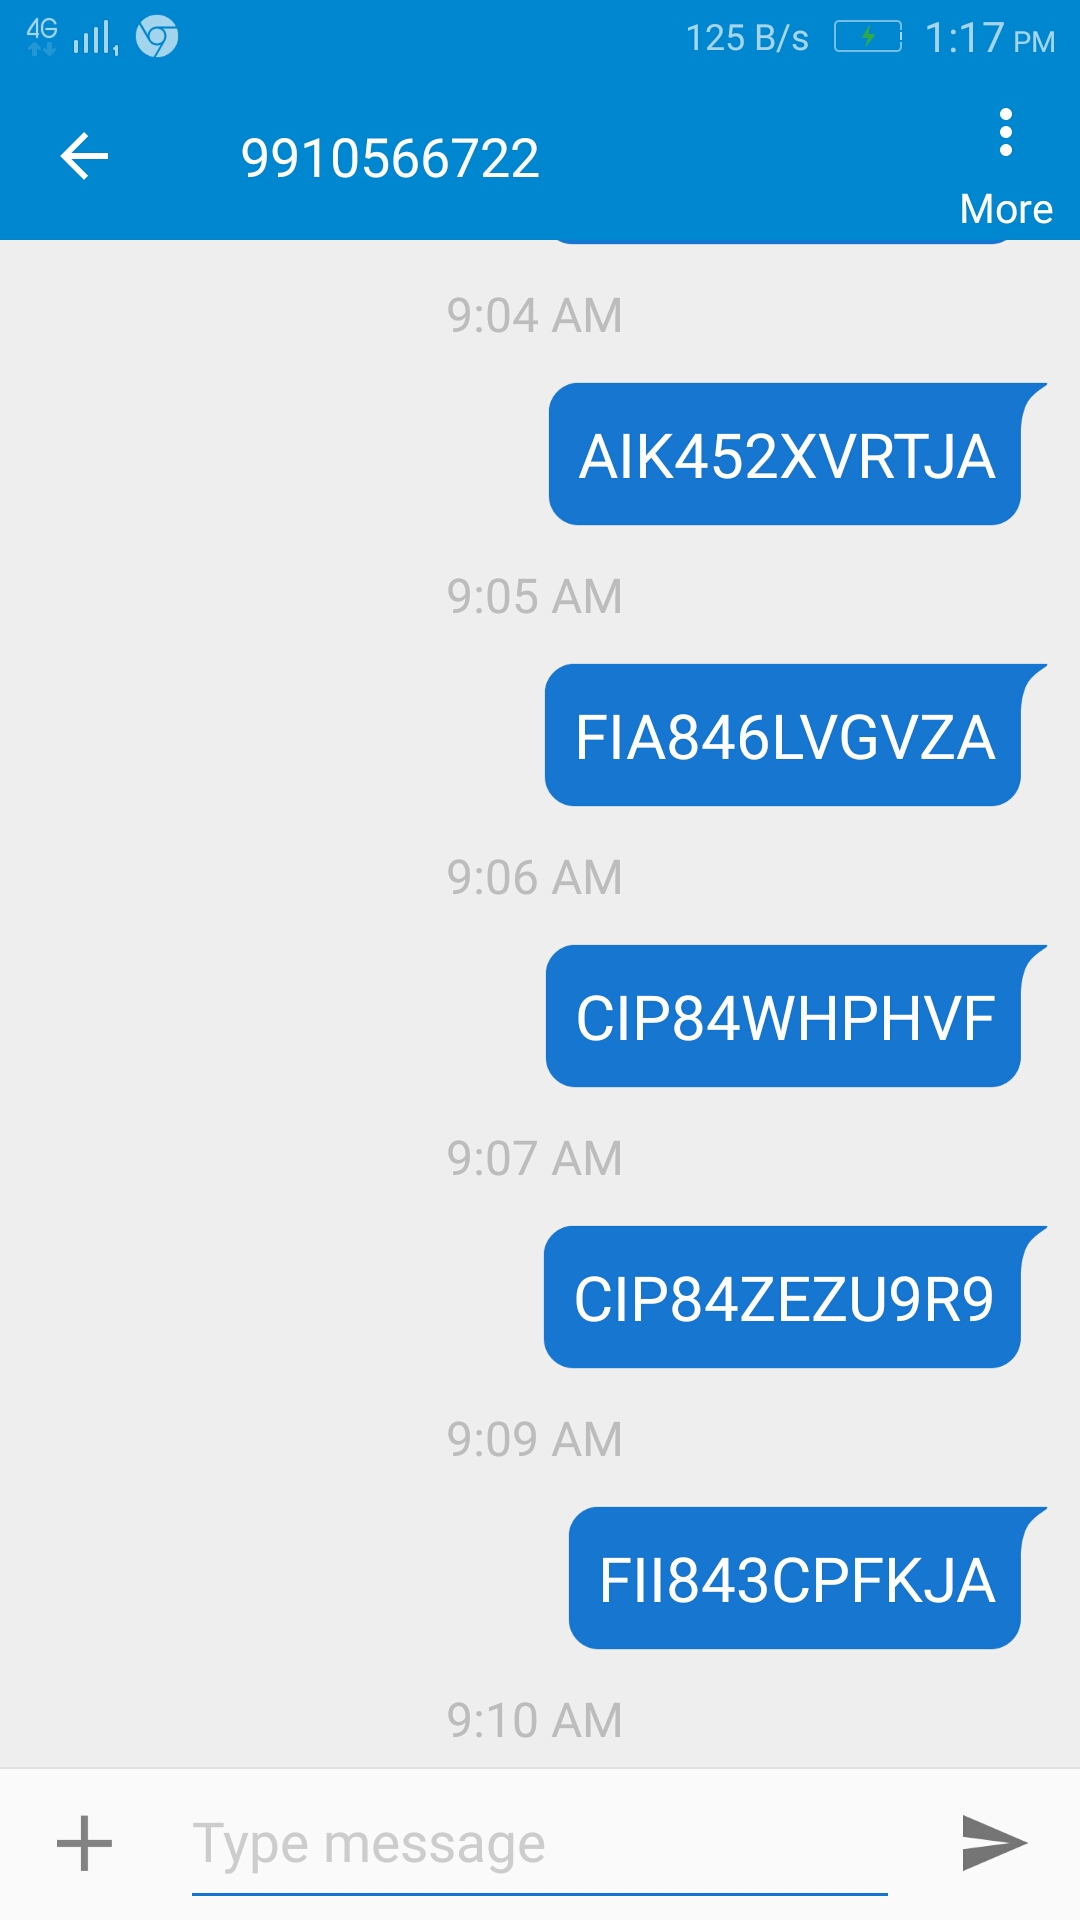 4G 125 B/s 1:17 PM
9910566722
More
9:04 AM
AIK452XVRTJA
9:05 AM
FIA846LVGVZA
9:06 AM
CIP84WHPHVF
9:07 AM
CIP84ZEZU9R9
9:09 AM
FII843CPFKJA
9:10 AM
Type message